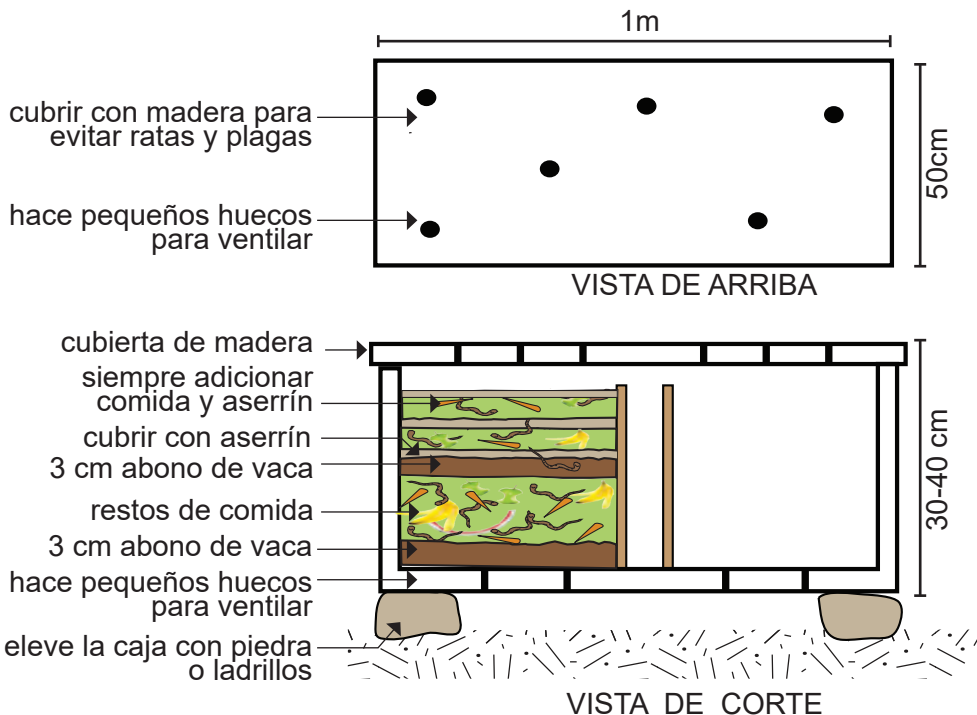 1m
cubrir con madera para
evitar ratas y plagas
50cm
hace pequeños huecos
para ventilar
VISTA DE ARRIBA
cubierta de madera
siempre adicionar
comida y aserrín
cubrir con aserrín
3 cm abono de vaca
restos de comida
3 cm abono de vaca
hace pequeños huecos
para ventilar
30-40 cm
eleve la caja con piedra
o ladrillos
VISTA DE CORTE